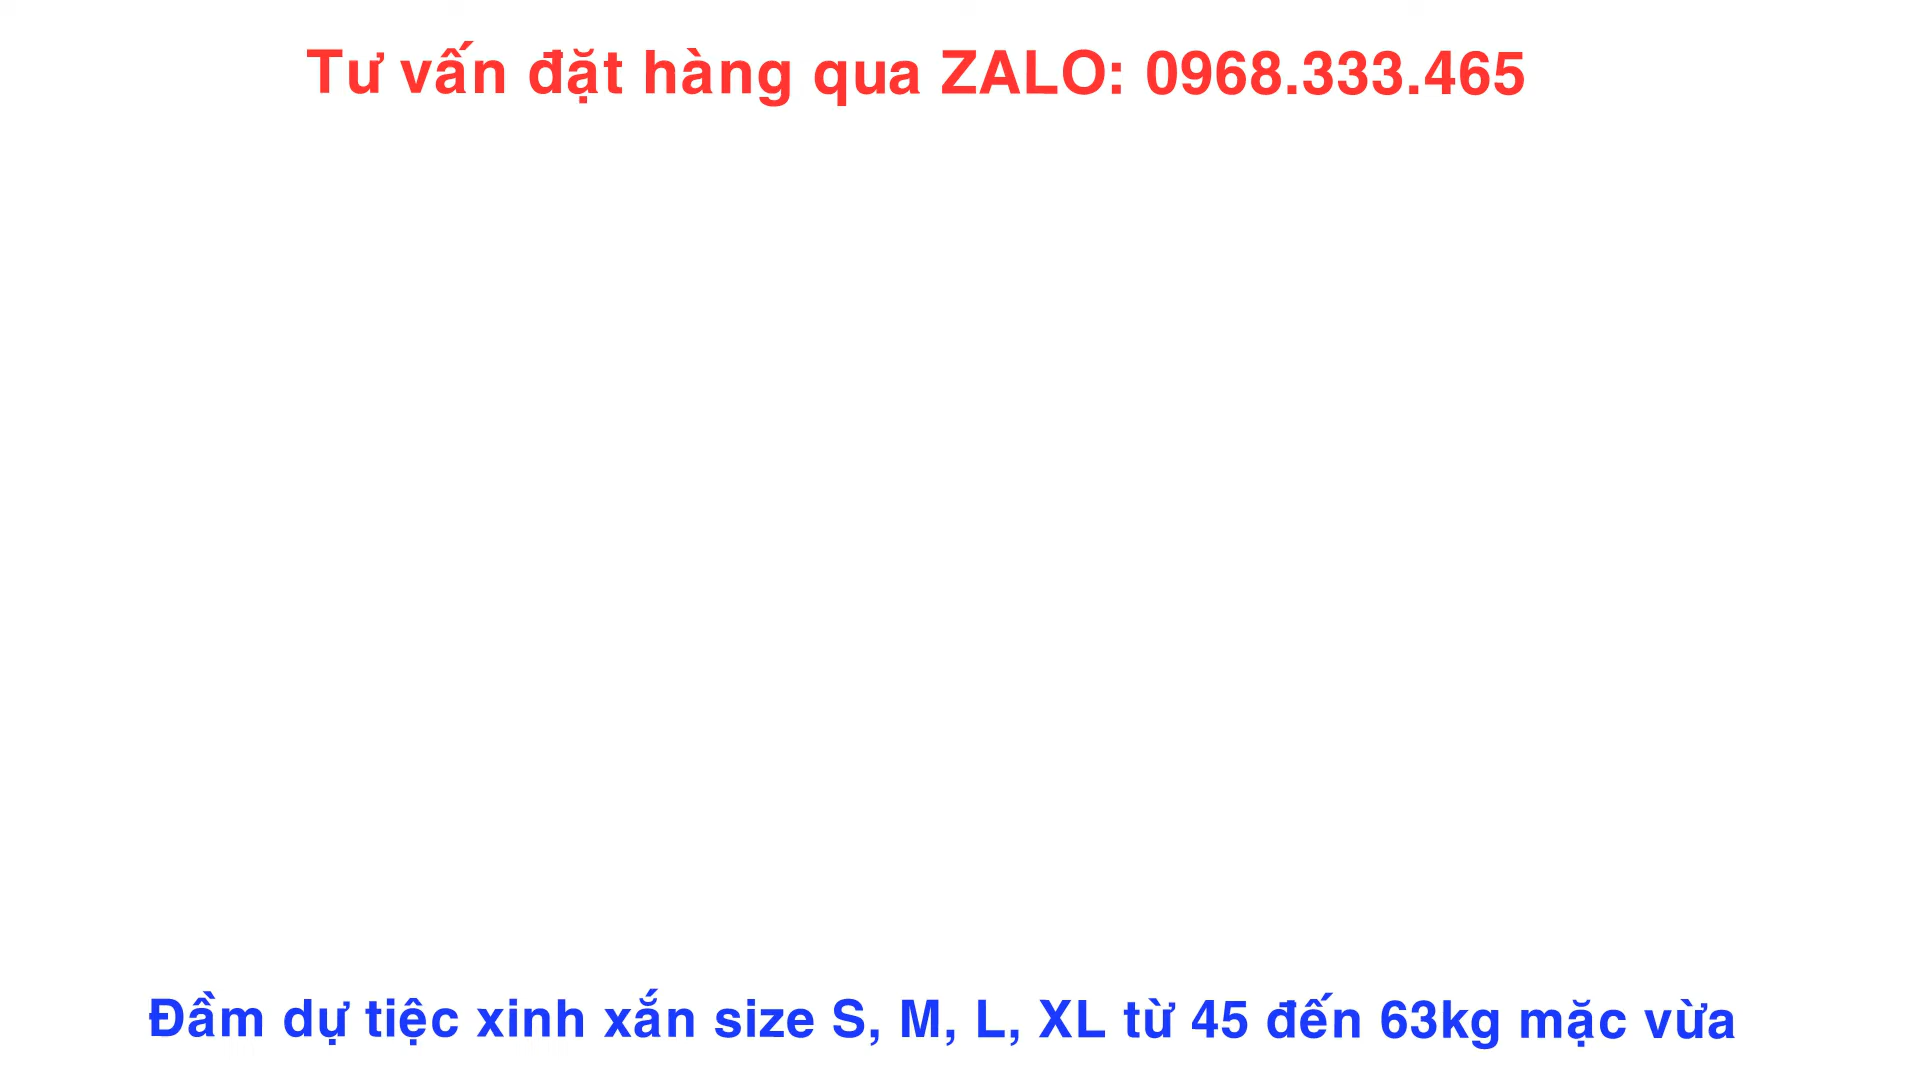 Tư vấn đặt hàng qua ZALO: 0968.333.465
Đầm dự tiệc xinh xắn size S, M, L, XL từ 45 đến 63kg mặc vừa